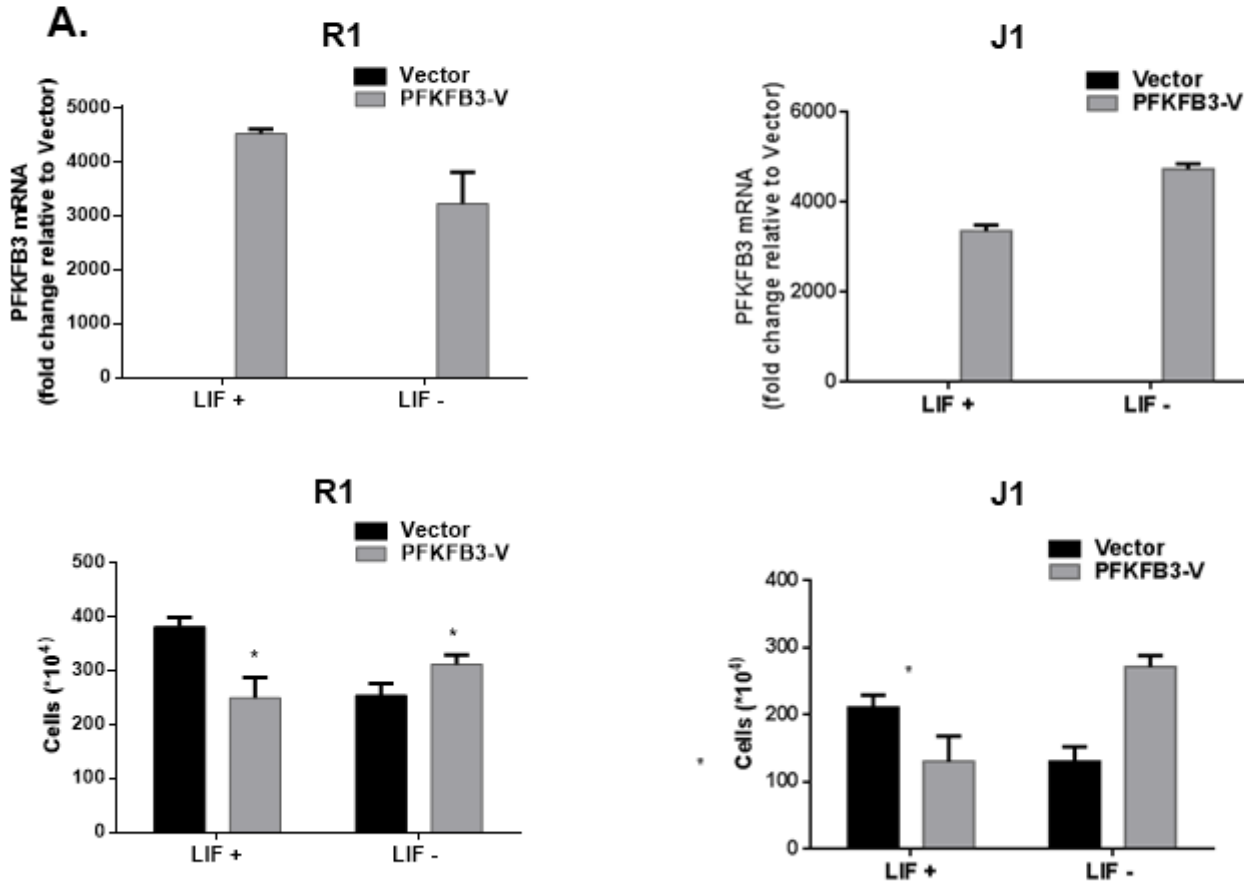 A.
R1
Vector
PFKFB3-V
PFKFB3 mRNA
(fold change relative to Vector)
5000
4000
3000
2000
1000
0
LIF +
LIF -
J1
Vector
PFKFB3-V
PFKFB3 mRNA
(fold change relative to Vector)
6000
4000
2000
0
LIF +
LIF -
R1
Vector
PFKFB3-V
Cells (*10⁴)
500
400
300
200
100
0
*
*
LIF +
LIF -
J1
Vector
PFKFB3-V
*
Cells (*10⁴)
400
300
200
100
0
*
LIF +
LIF -